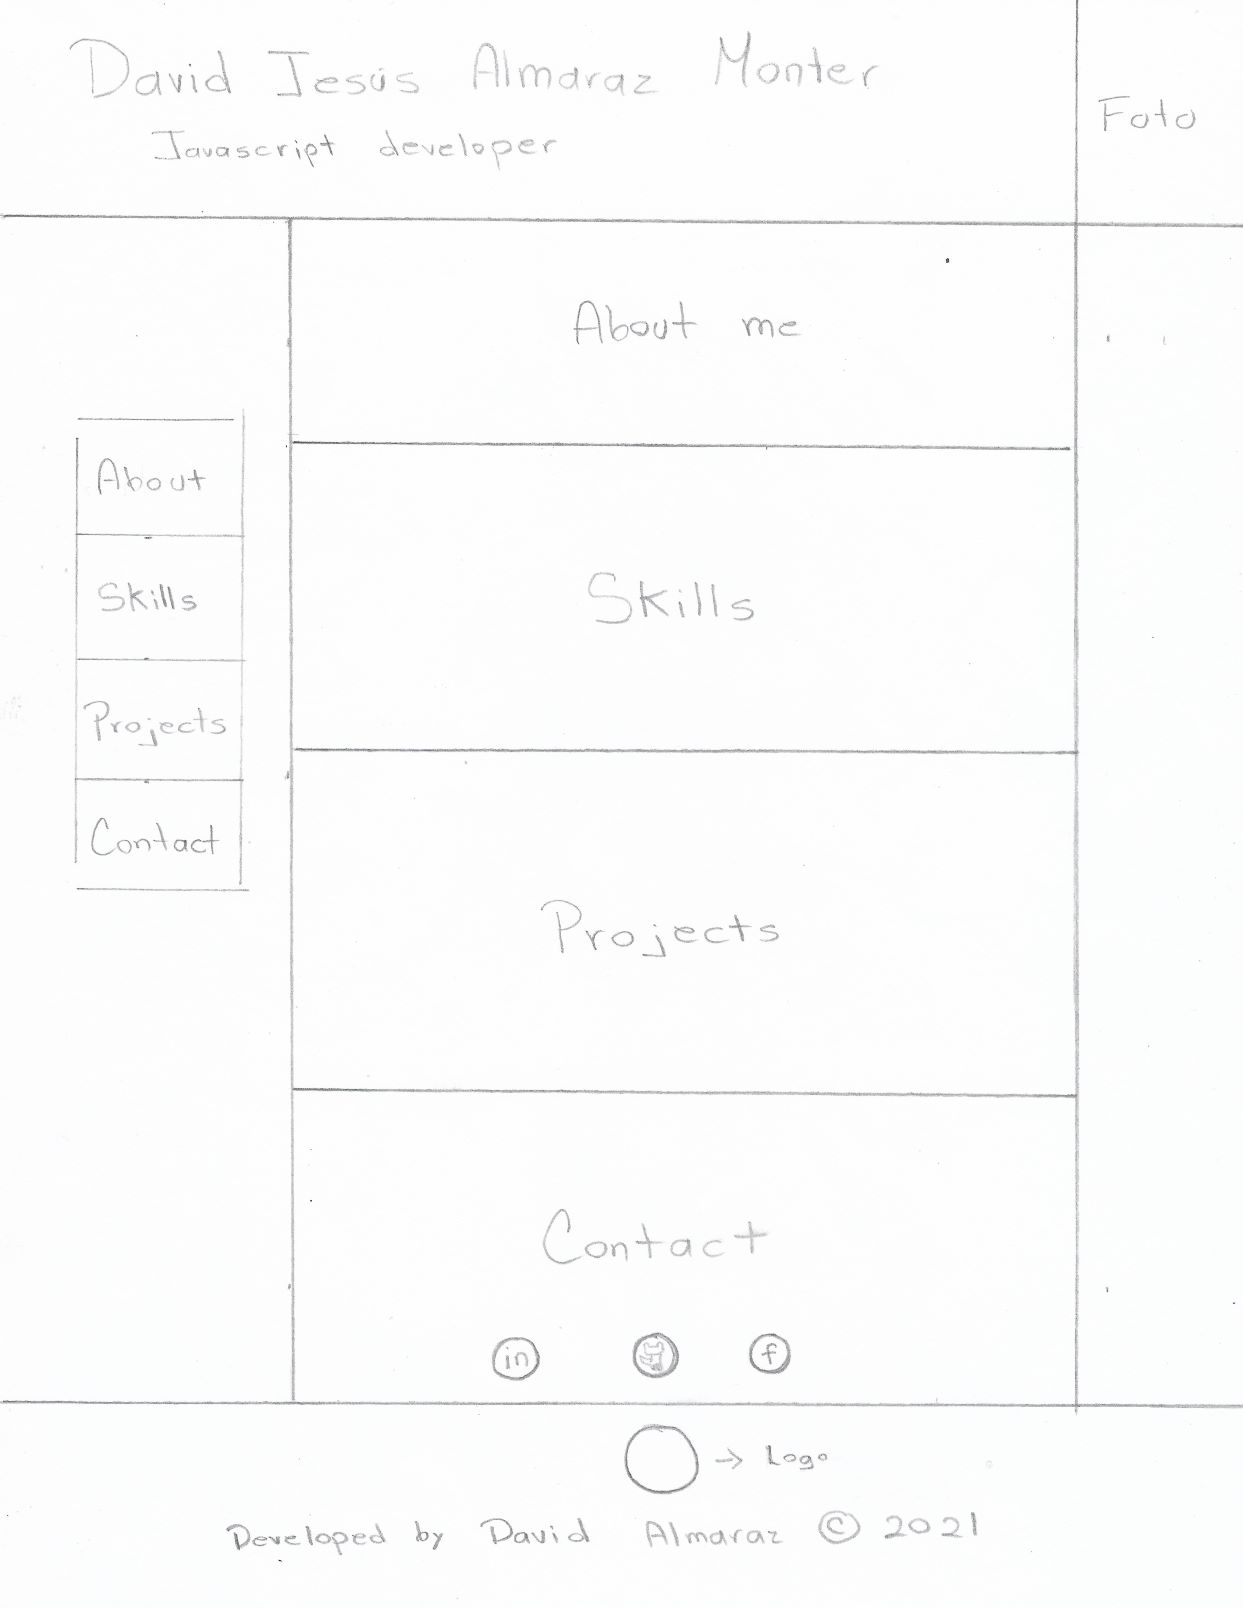 David Jesús Almaraz Monter
Javascript developer
Foto
About me
About
Skills
Projects
Contact
Skills
Projects
Contact
in
f
→ Logo
Developed by David Almaraz © 2021